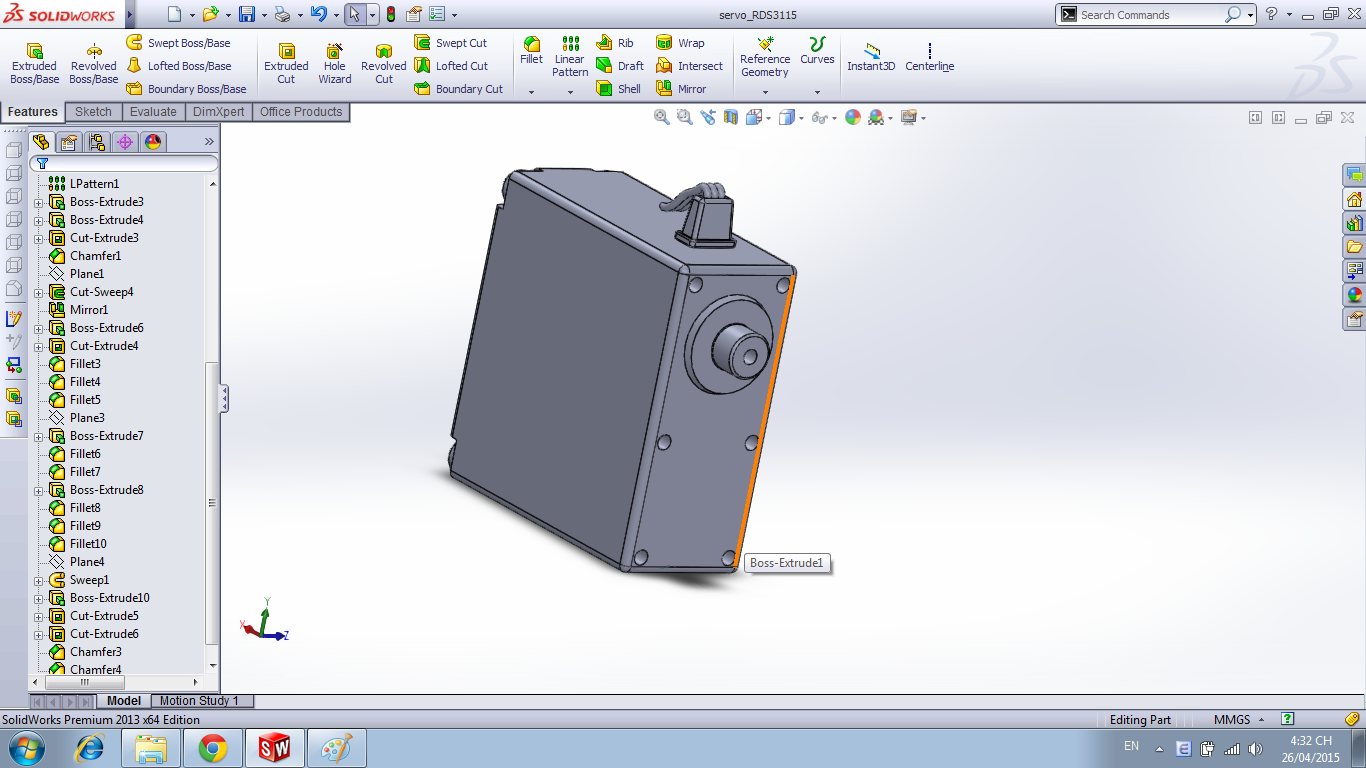 SOLIDWORKS
servo_RDS3115
Search Commands
Extruded Boss/Base
Revolved Boss/Base
Swept Boss/Base
Lofted Boss/Base
Boundary Boss/Base
Extruded Cut
Hole Wizard
Revolved Cut
Swept Cut
Lofted Cut
Boundary Cut
Fillet
Linear Pattern
Rib
Draft
Shell
Wrap
Intersect
Mirror
Reference Geometry
Curves
Instant3D
Centerline
Features
Sketch
Evaluate
DimXpert
Office Products
LPattern1
Boss-Extrude3
Boss-Extrude4
Cut-Extrude3
Chamfer1
Plane1
Cut-Sweep4
Mirror1
Boss-Extrude6
Cut-Extrude4
Fillet3
Fillet4
Fillet5
Plane3
Boss-Extrude7
Fillet6
Fillet7
Boss-Extrude8
Fillet8
Fillet9
Fillet10
Plane4
Sweep1
Boss-Extrude10
Cut-Extrude5
Cut-Extrude6
Chamfer3
Chamfer4
Boss-Extrude1
Y
X
Z
Model
Motion Study 1
SolidWorks Premium 2013 x64 Edition
Editing Part
MMGS
EN
4:32 CH
26/04/2015